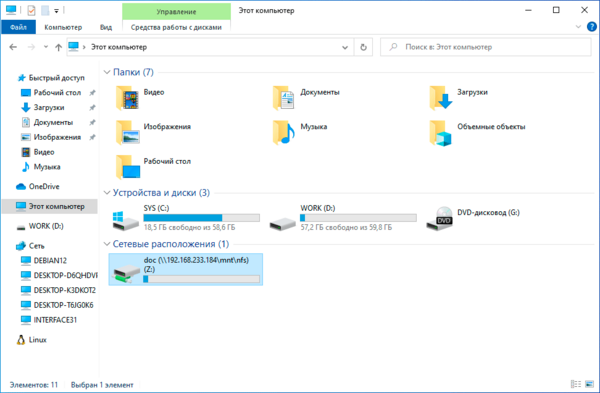 Управление
Этот компьютер
Файл
Компьютер
Вид
Средства работы с дисками
Этот компьютер
Поиск в: Этот компьютер
Быстрый доступ
Рабочий стол
Загрузки
Документы
Изображения
Видео
Музыка
OneDrive
Этот компьютер
WORK (D:)
Сеть
DEBIAN12
DESKTOP-D6QHDVI
DESKTOP-K3DKOT2
DESKTOP-T6JG0K6
INTERFACE31
Linux
Папки (7)
Видео
Документы
Загрузки
Изображения
Музыка
Объемные объекты
Рабочий стол
Устройства и диски (3)
SYS (C:)
18,5 ГБ свободно из 58,6 ГБ
WORK (D:)
57,2 ГБ свободно из 59,8 ГБ
DVD-дисковод (G:)
DVD
Сетевые расположения (1)
doc (\\192.168.233.184\mnt\nfs)
(Z:)
Элементов: 11
Выбран 1 элемент